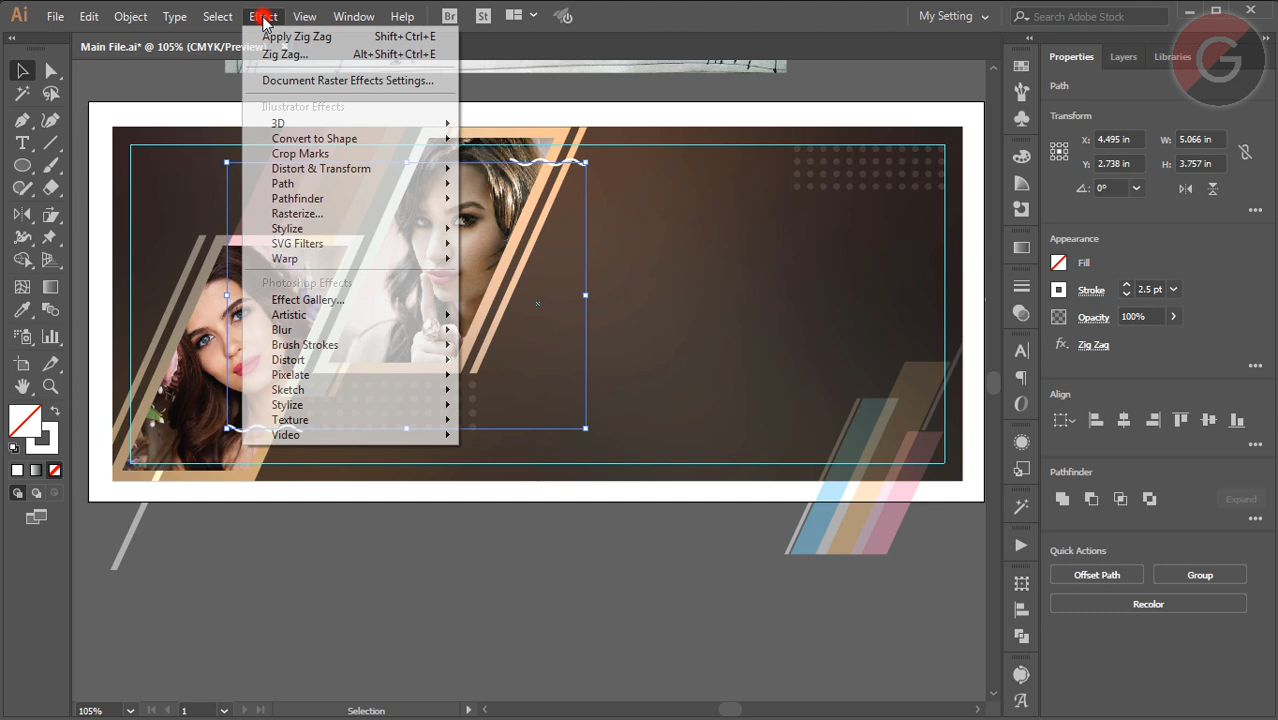 Ai File Edit Object Type Select Effect View Window Help Br St My Setting Search Adobe Stock
Main File.ai* @ 105% (CMYK/Preview)
Apply Zig Zag Shift+Ctrl+E
Zig Zag... Alt+Shift+Ctrl+E
Document Raster Effects Settings...
Illustrator Effects
3D
Convert to Shape
Crop Marks
Distort & Transform
Path
Pathfinder
Rasterize...
Stylize
SVG Filters
Warp
Photoshop Effects
Effect Gallery...
Artistic
Blur
Brush Strokes
Distort
Pixelate
Sketch
Stylize
Texture
Video
Properties Layers Libraries
G
Path
Transform
X: 4.495 in W: 5.066 in
Y: 2.738 in H: 3.757 in
0°
Appearance
Fill
Stroke 2.5 pt
Opacity 100%
fx. Zig Zag
Align
Pathfinder
Expand
Quick Actions
Offset Path Group
Recolor
105% 1 Selection